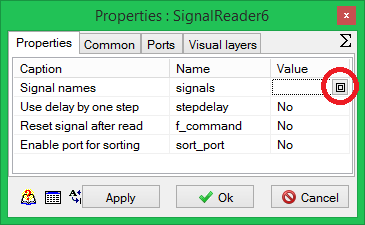 Properties : SignalReader6
x
Properties Common Ports Visual layers Σ
Caption Name Value
Signal names signals
Use delay by one step stepdelay No
Reset signal after read f_command No
Enable port for sorting sort_port No
Apply Ok Cancel